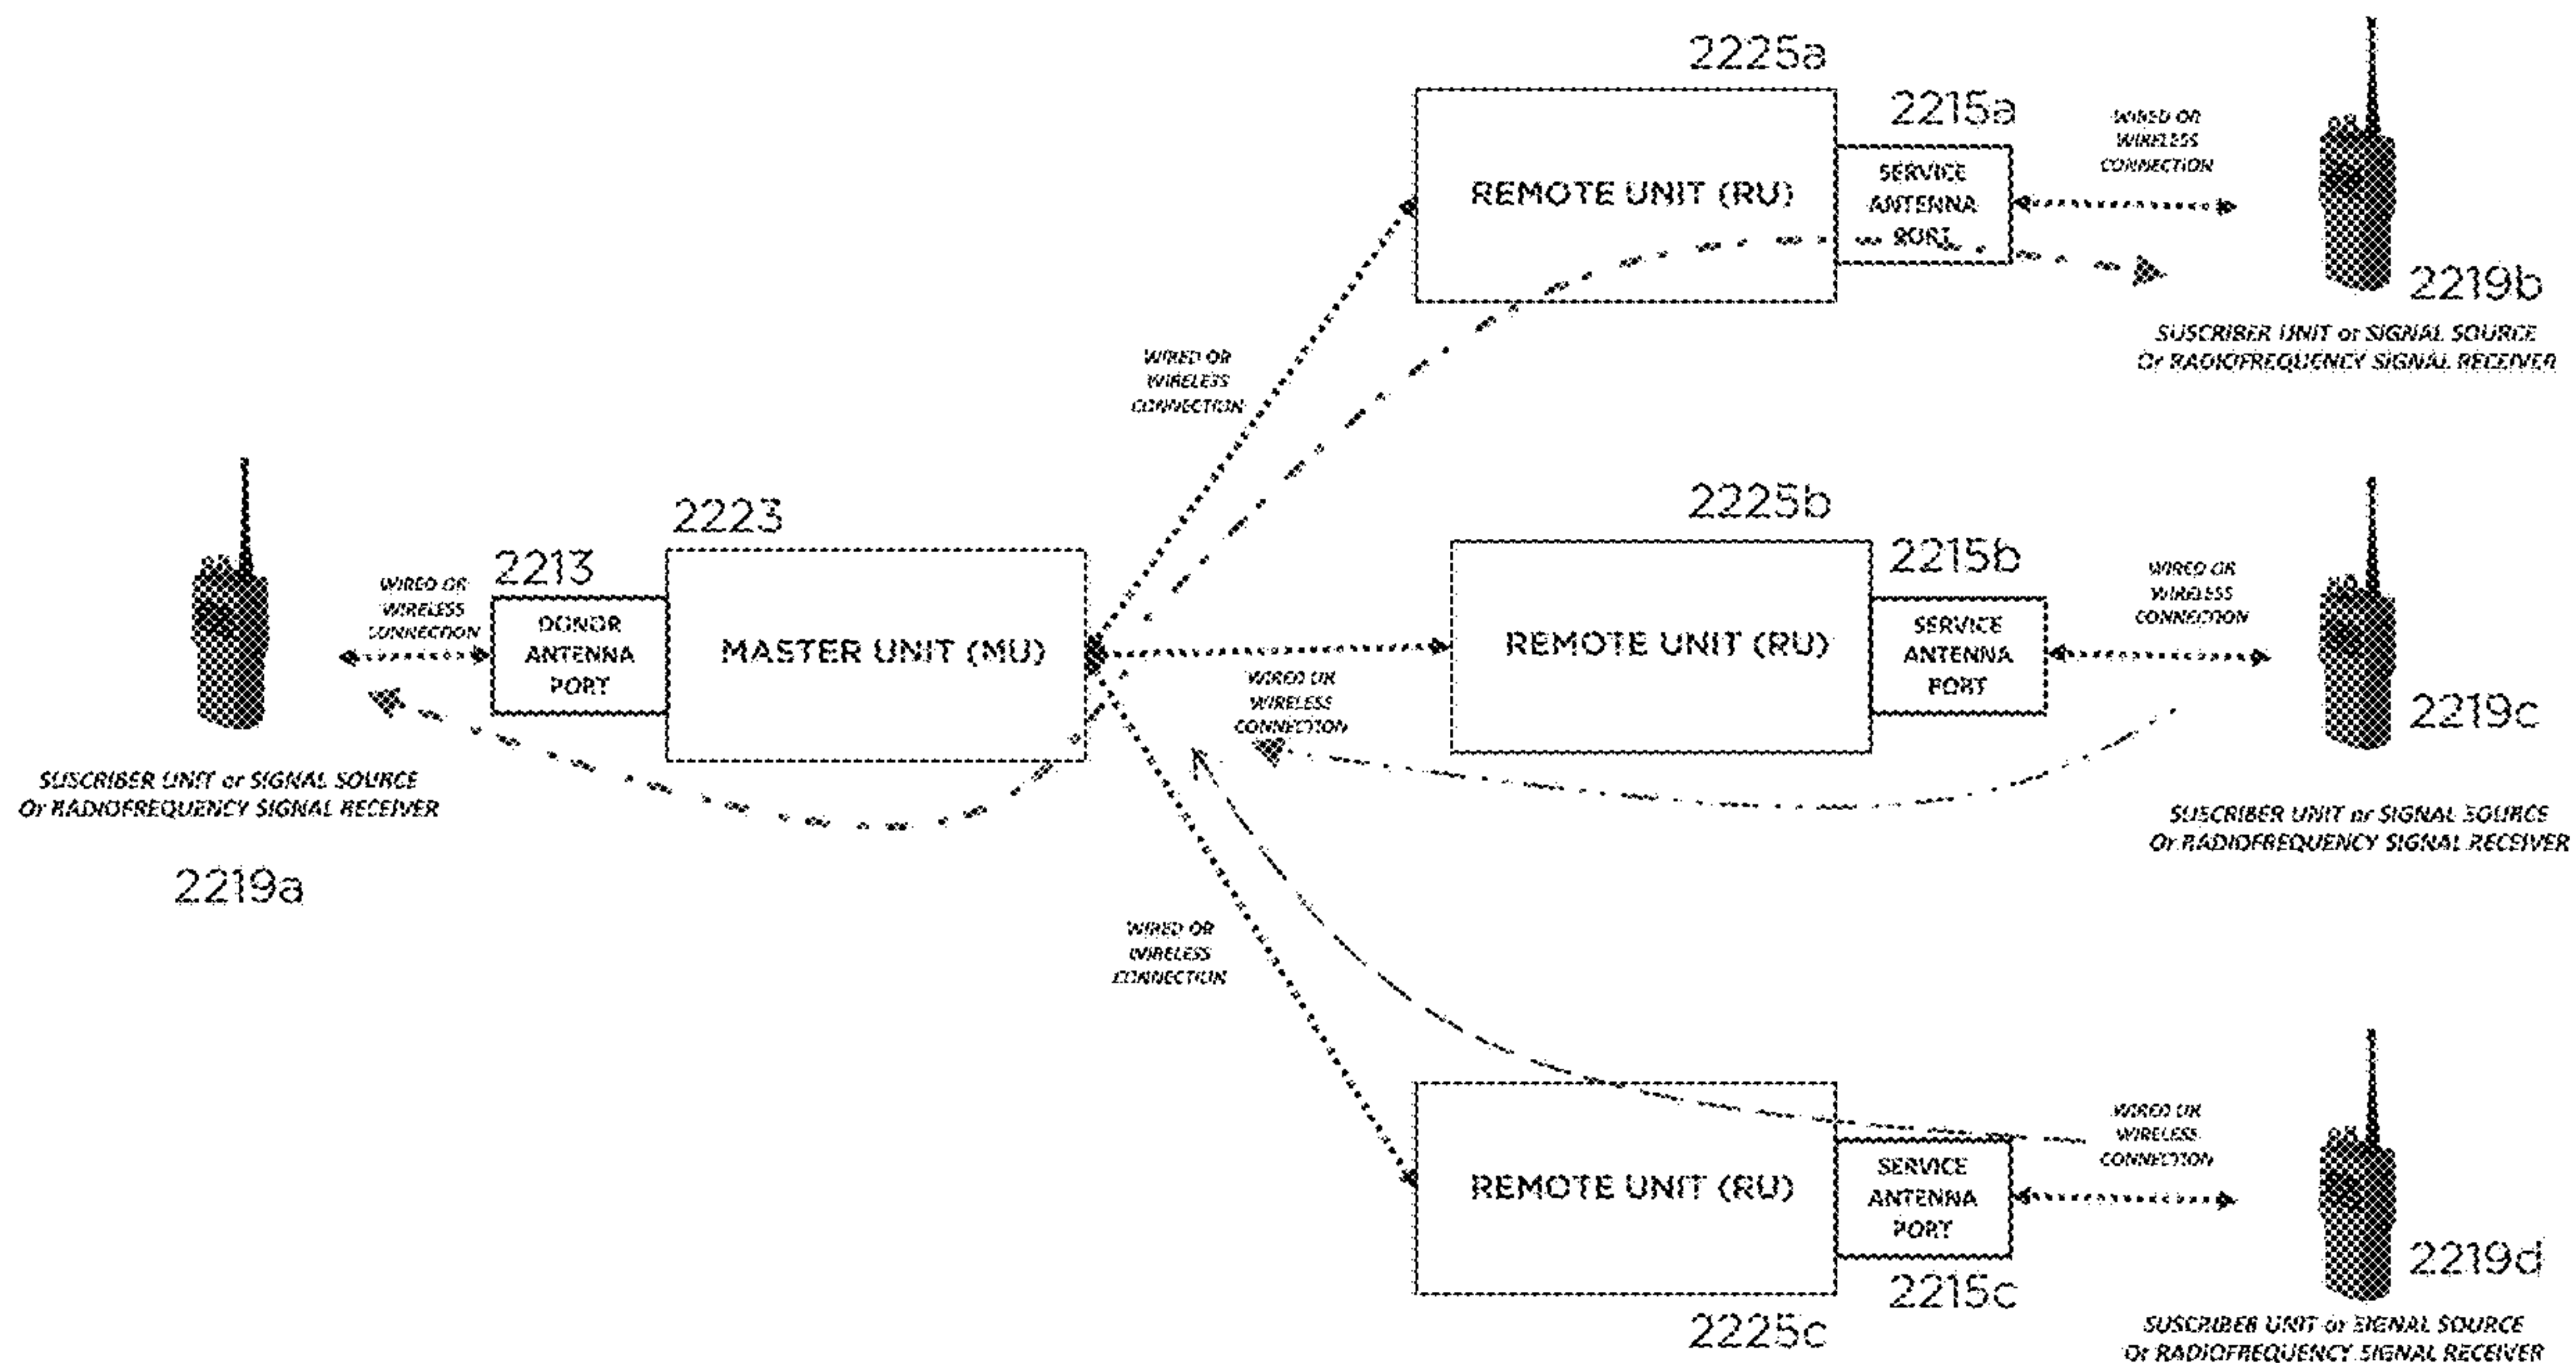 2225a
2215a
REMOTE UNIT (RU)
SERVICE
ANTENNA
PORT
WIRED OR
WIRELESS
CONNECTION
2219b
SUSCRIBER UNIT or SIGNAL SOURCE
Or RADIOFREQUENCY SIGNAL RECEIVER
WIRED OR
WIRELESS
CONNECTION
2223
2213
WIRED OR
WIRELESS
CONNECTION
DONOR
ANTENNA
PORT
MASTER UNIT (MU)
SUSCRIBER UNIT or SIGNAL SOURCE
Or RADIOFREQUENCY SIGNAL RECEIVER
2219a
WIRED OR
WIRELESS
CONNECTION
2225b
2215b
REMOTE UNIT (RU)
SERVICE
ANTENNA
PORT
WIRED OR
WIRELESS
CONNECTION
2219c
SUSCRIBER UNIT or SIGNAL SOURCE
Or RADIOFREQUENCY SIGNAL RECEIVER
WIRED OR
WIRELESS
CONNECTION
REMOTE UNIT (RU)
SERVICE
ANTENNA
PORT
WIRED OR
WIRELESS
CONNECTION
2215c
2225c
2219d
SUSCRIBER UNIT or SIGNAL SOURCE
Or RADIOFREQUENCY SIGNAL RECEIVER